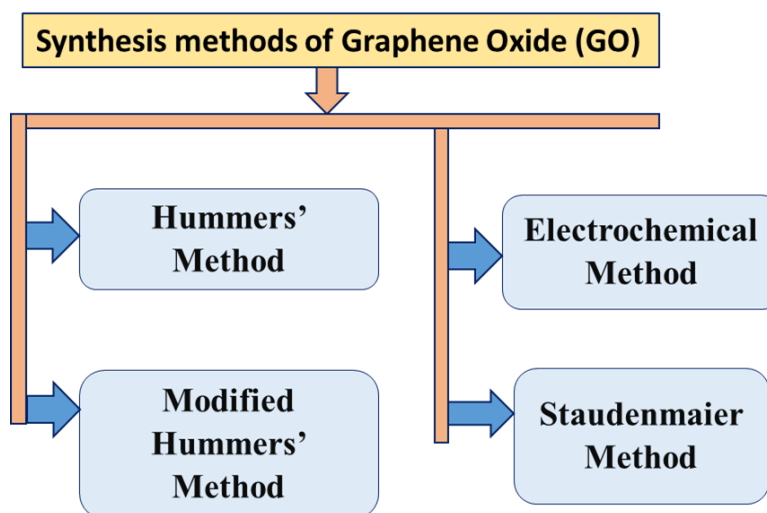 Synthesis methods of Graphene Oxide (GO)
Hummers’
Method
Modified
Hummers’
Method
Electrochemical
Method
Staudenmaier
Method